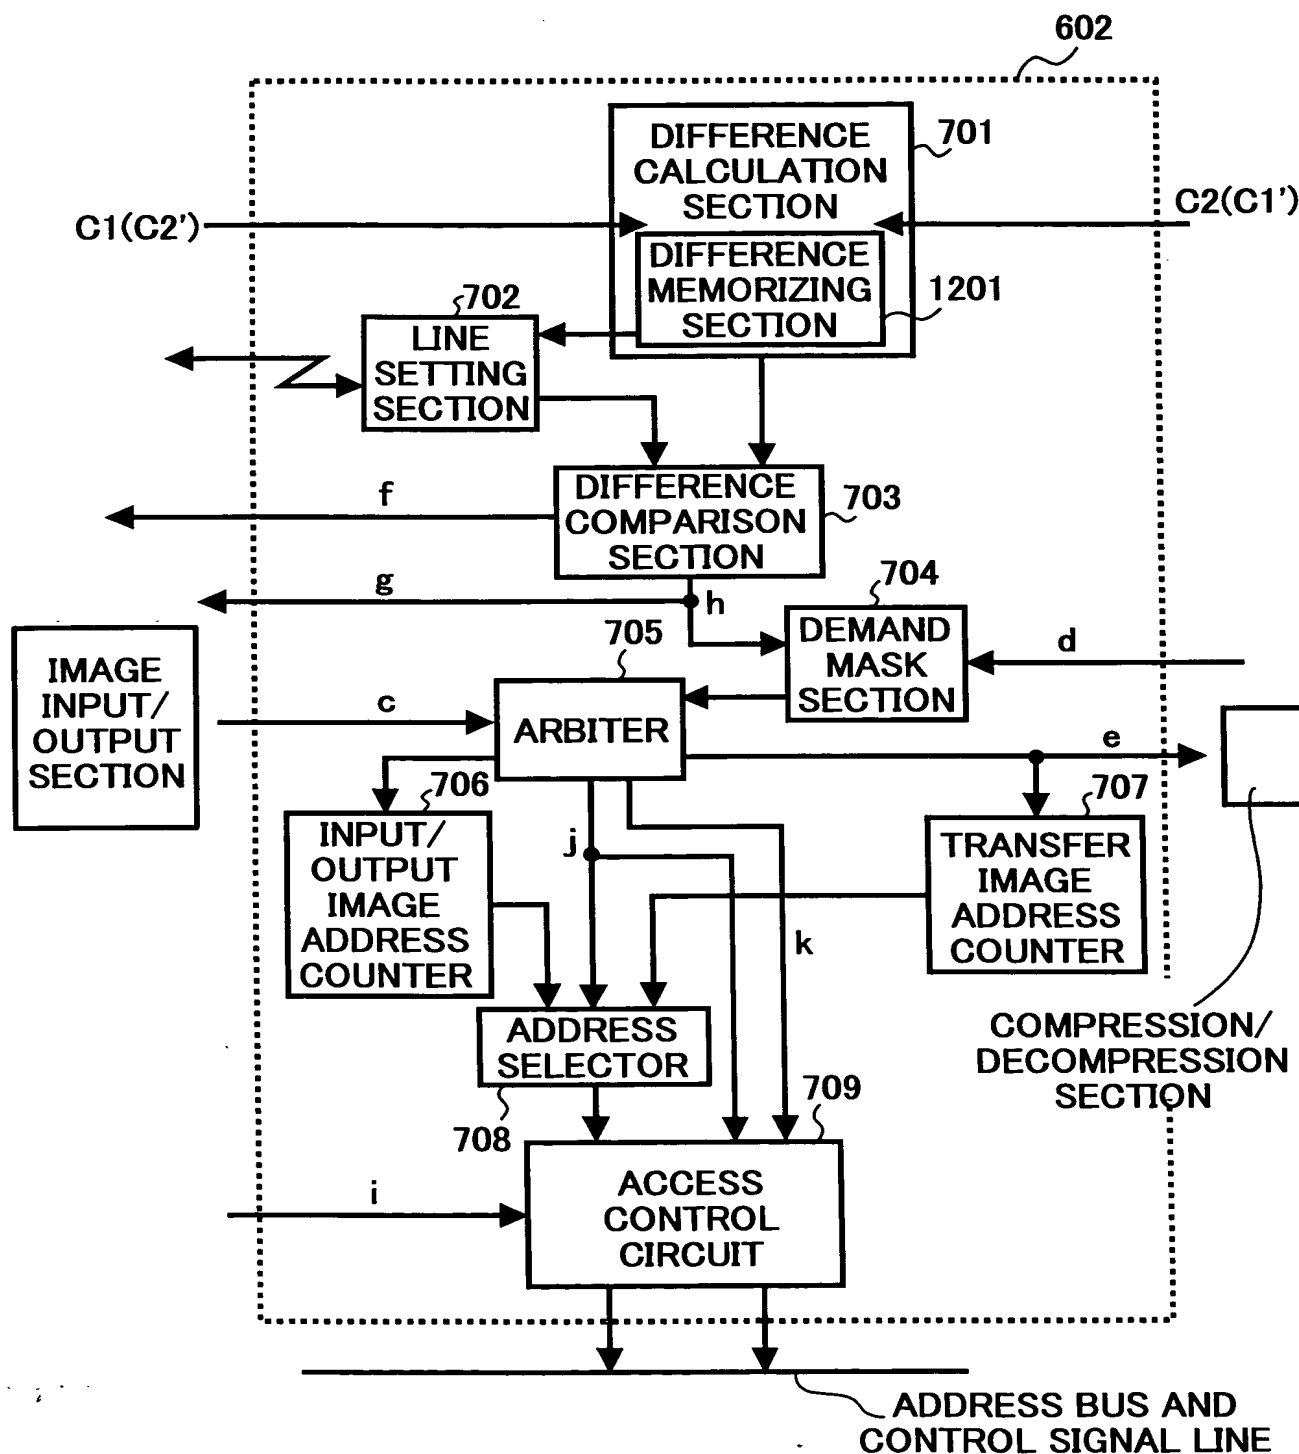 602
DIFFERENCE
CALCULATION
SECTION
701
C1(C2')
C2(C1')
DIFFERENCE
MEMORIZING
SECTION
1201
702
LINE
SETTING
SECTION
DIFFERENCE
COMPARISON
SECTION
703
f
g
h
704
DEMAND
MASK
SECTION
d
705
IMAGE
INPUT/
OUTPUT
SECTION
c
ARBITER
e
706
707
INPUT/
OUTPUT
IMAGE
ADDRESS
COUNTER
j
k
TRANSFER
IMAGE
ADDRESS
COUNTER
ADDRESS
SELECTOR
708
COMPRESSION/
DECOMPRESSION
SECTION
709
i
ACCESS
CONTROL
CIRCUIT
ADDRESS BUS AND
CONTROL SIGNAL LINE